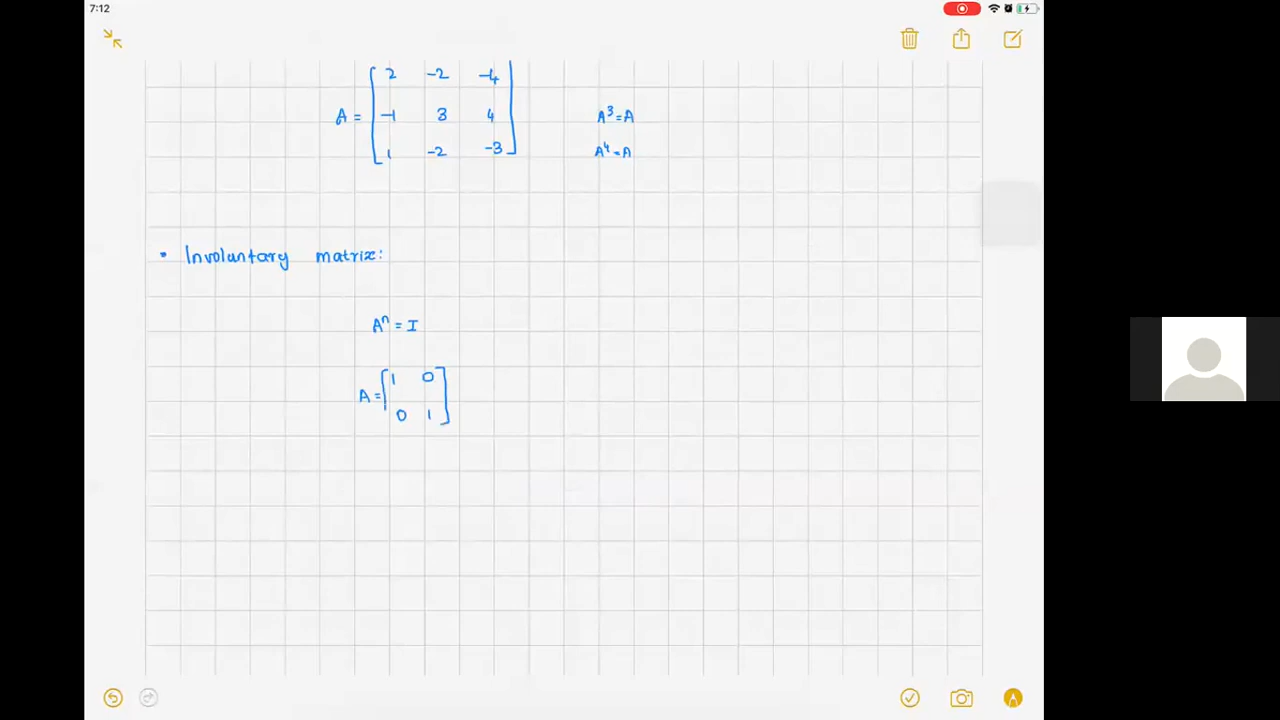 7:12
2 -2 -4
A = -1 3 4 A³=A
1 -2 -3 A⁴=A
• Involuntary matrix:
Aⁿ = I
1 0
A =
0 1